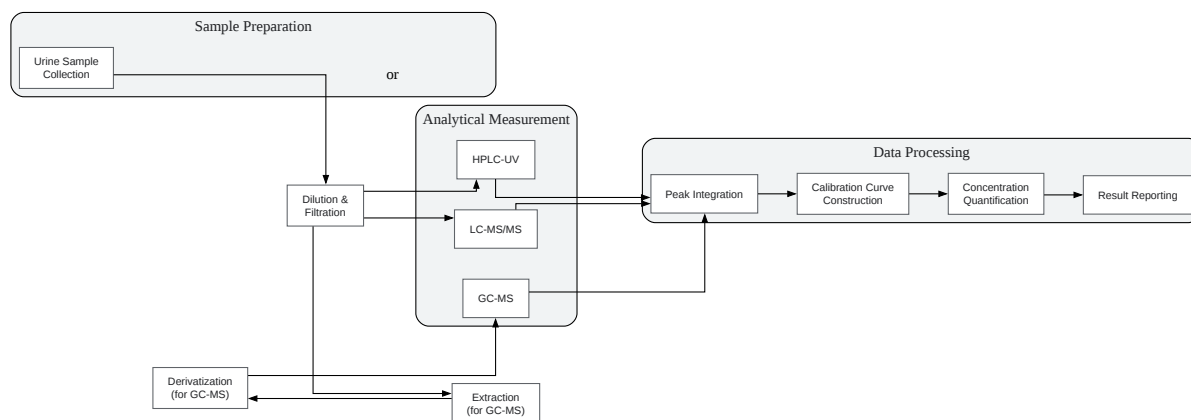 Sample Preparation
Urine Sample
Collection
or
Analytical Measurement
HPLC-UV
Data Processing
Dilution &
Filtration
LC-MS/MS
Peak Integration
Calibration Curve
Construction
Concentration
Quantification
Result Reporting
GC-MS
Derivatization
(for GC-MS)
Extraction
(for GC-MS)